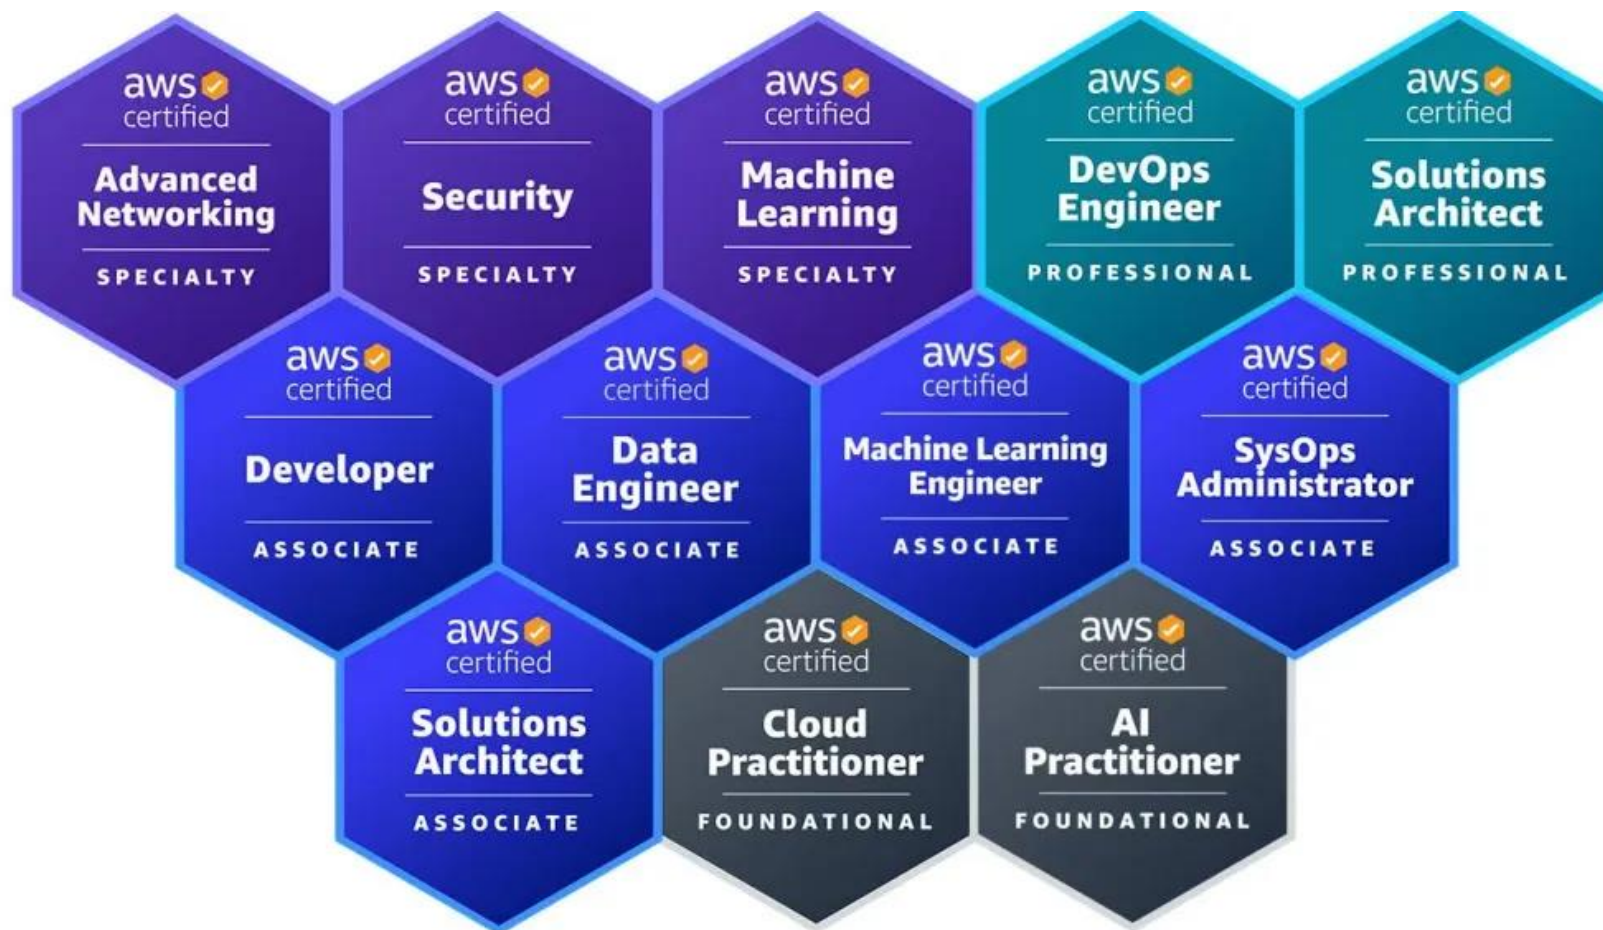 aws
certified
Advanced
Networking
SPECIALTY
aws
certified
Security
SPECIALTY
aws
certified
Machine
Learning
SPECIALTY
aws
certified
DevOps
Engineer
PROFESSIONAL
aws
certified
Solutions
Architect
PROFESSIONAL
aws
certified
Developer
ASSOCIATE
aws
certified
Data
Engineer
ASSOCIATE
aws
certified
Machine Learning
Engineer
ASSOCIATE
aws
certified
SysOps
Administrator
ASSOCIATE
aws
certified
Solutions
Architect
ASSOCIATE
aws
certified
Cloud
Practitioner
FOUNDATIONAL
aws
certified
AI
Practitioner
FOUNDATIONAL